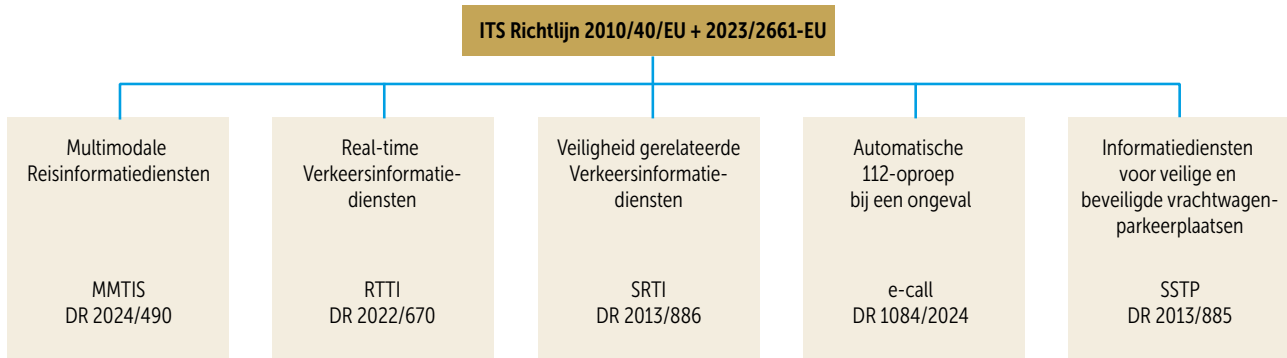 ITS Richtlijn 2010/40/EU + 2023/2661-EU
Multimodale
Reisinformatiediensten
MMTIS
DR 2024/490
Real-time
Verkeersinformatie-
diensten
RTTI
DR 2022/670
Veiligheid gerelateerde
Verkeersinformatie-
diensten
SRTI
DR 2013/886
Automatische
112-oproep
bij een ongeval
e-call
DR 1084/2024
Informatiediensten
voor veilige en
beveiligde vrachtwagen-
parkeerplaatsen
SSTP
DR 2013/885